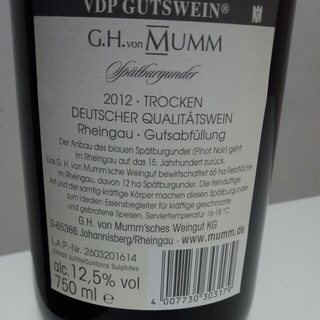 VDP GUTSWEIN®
G.H. von MUMM
Spätburgunder
2012 · TROCKEN
DEUTSCHER QUALITÄTSWEIN
Rheingau · Gutsabfüllung
Der Anbau des blauen Spätburgunder (Pinot Noir) geht
im Rheingau auf das 15. Jahrhundert zurück.
Das G. H. von Mumm'sche Weingut bewirtschaftet 65 ha Rebfläche
im Rheingau, davon 12 ha Spätburgunder. Die feinduftige
Art und der samtig-kräftige Körper machen diesen Spätburgunder
zum idealen Essensbegleiter für kräftige geschmorte
und gebratene Speisen. Serviertemperatur 16-18 °C
G.H. von Mumm'sches Weingut KG
D-65366 Johannisberg/Rheingau · www.mumm.de
L.A.P.-Nr. 2603201614
Enthält Sulfite/Contains Sulphites
alc.12,5% vol
750 ml e
4 007730 303179